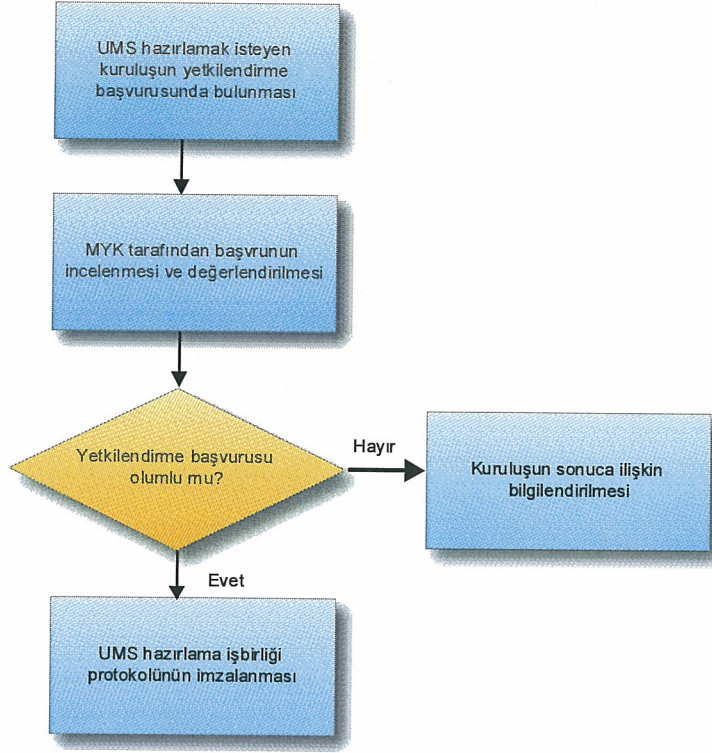 UMS hazırlamak isteyen
kuruluşun yetkilendirme
başvurusunda bulunması
MYK tarafından başvrunun
incelenmesi ve değerlendirilmesi
Yetkilendirme başvurusu
olumlu mu?
Hayır
Kuruluşun sonuca ilişkin
bilgilendirilmesi
Evet
UMS hazırlama işbirliği
protokolünün imzalanması